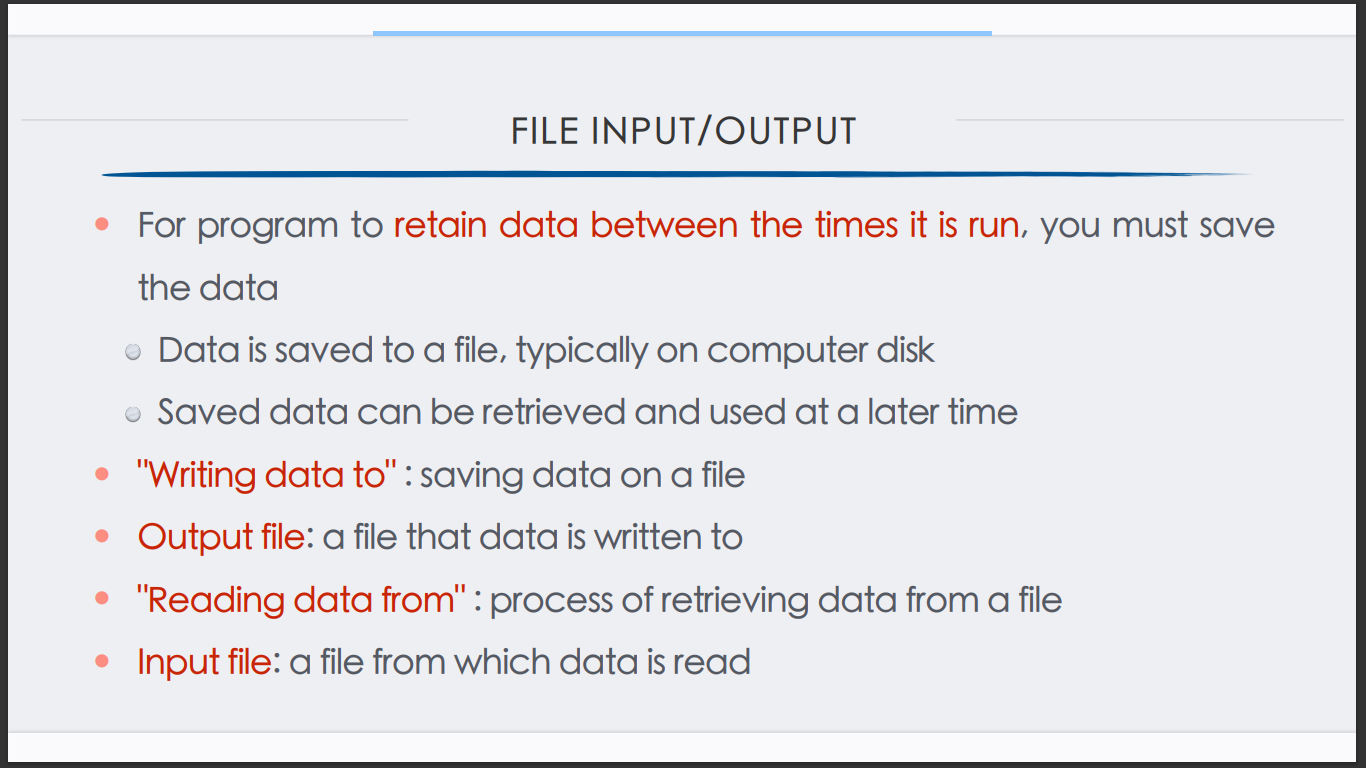 FILE INPUT/OUTPUT
For program to retain data between the times it is run, you must save
the data
Data is saved to a file, typically on computer disk
Saved data can be retrieved and used at a later time
"Writing data to" : saving data on a file
Output file: a file that data is written to
"Reading data from" : process of retrieving data from a file
Input file: a file from which data is read